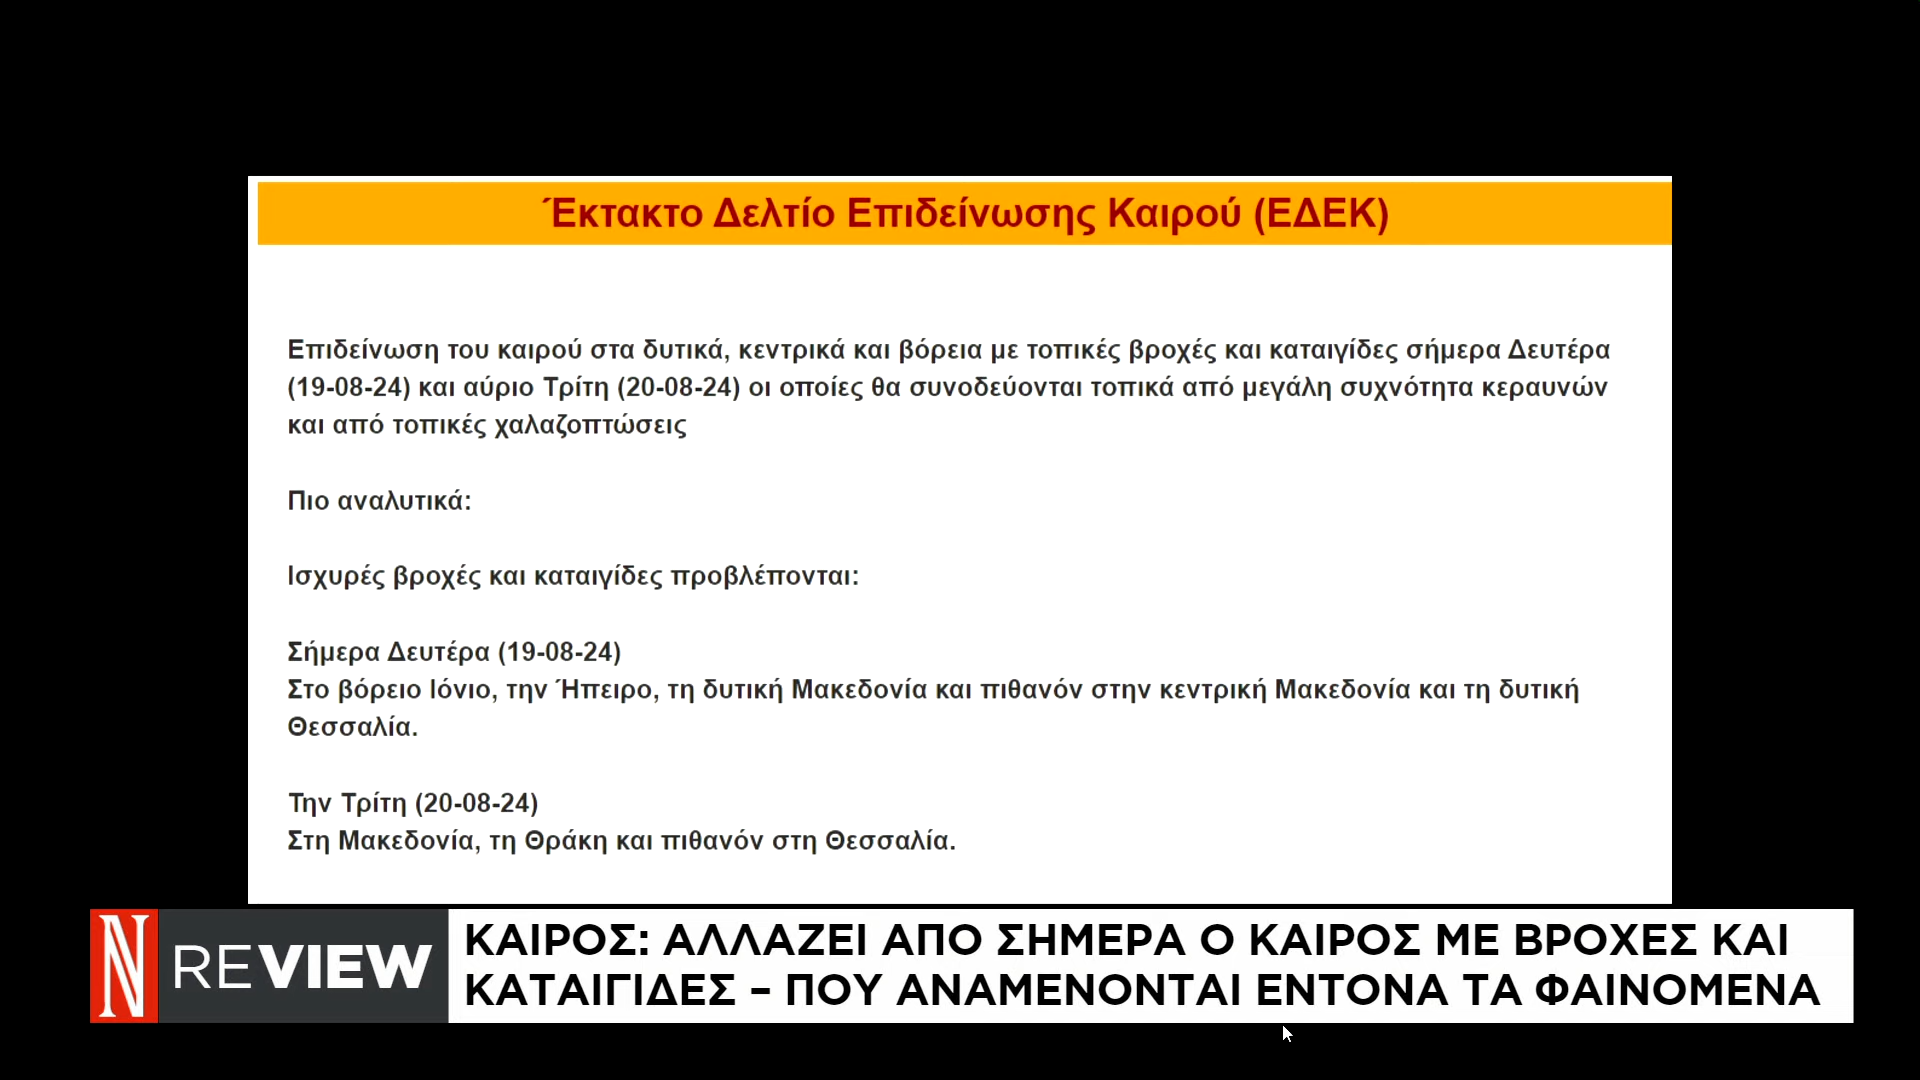 Έκτακτο Δελτίο Επιδείνωσης Καιρού (ΕΔΕΚ)
Επιδείνωση του καιρού στα δυτικά, κεντρικά και βόρεια με τοπικές βροχές και καταιγίδες σήμερα Δευτέρα
(19-08-24) και αύριο Τρίτη (20-08-24) οι οποίες θα συνοδεύονται τοπικά από μεγάλη συχνότητα κεραυνών
και από τοπικές χαλαζοπτώσεις
Πιο αναλυτικά:
Ισχυρές βροχές και καταιγίδες προβλέπονται:
Σήμερα Δευτέρα (19-08-24)
Στο βόρειο Ιόνιο, την Ήπειρο, τη δυτική Μακεδονία και πιθανόν στην κεντρική Μακεδονία και τη δυτική
Θεσσαλία.
Την Τρίτη (20-08-24)
Στη Μακεδονία, τη Θράκη και πιθανόν στη Θεσσαλία.
N REVIEW
ΚΑΙΡΟΣ: ΑΛΛΑΖΕΙ ΑΠΟ ΣΗΜΕΡΑ Ο ΚΑΙΡΟΣ ΜΕ ΒΡΟΧΕΣ ΚΑΙ
ΚΑΤΑΙΓΙΔΕΣ – ΠΟΥ ΑΝΑΜΕΝΟΝΤΑΙ ΕΝΤΟΝΑ ΤΑ ΦΑΙΝΟΜΕΝΑ